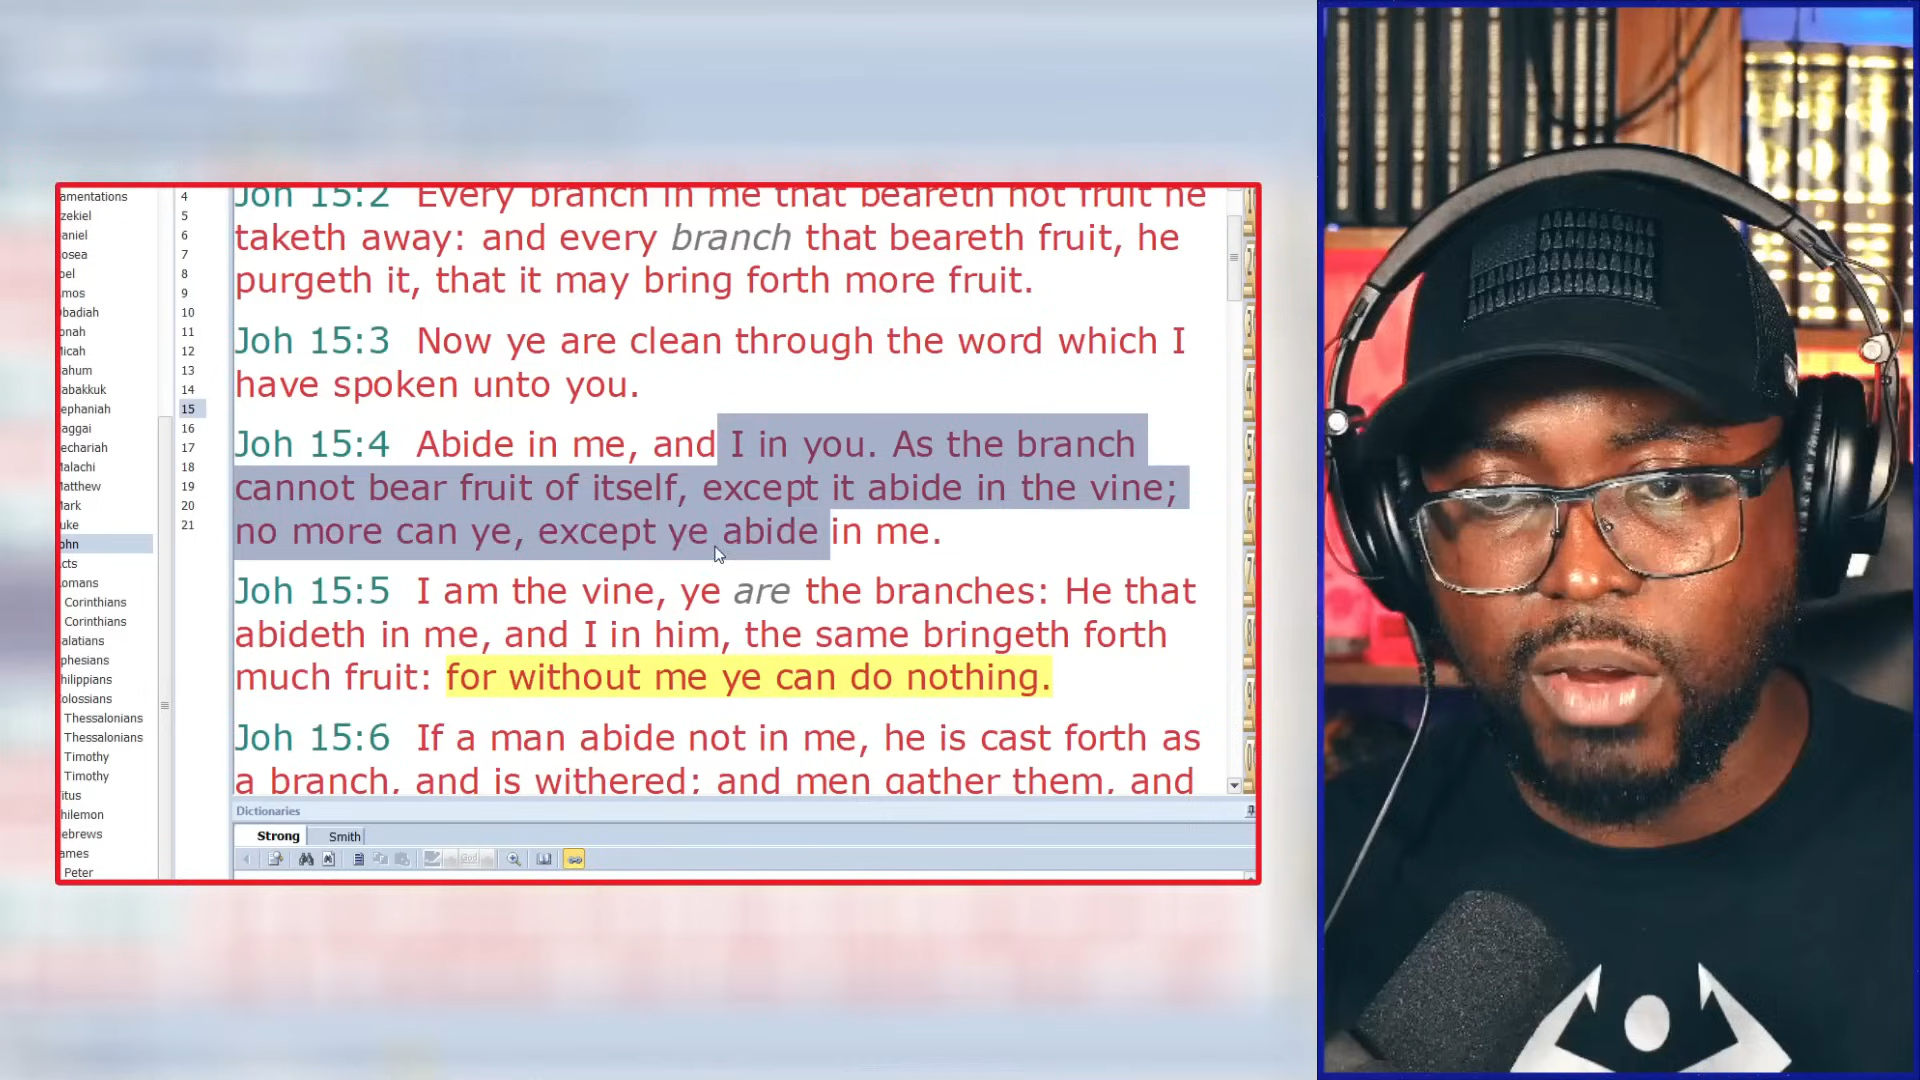 amentations
zekiel
aniel
osea
oel
mos
badiah
onah
icah
ahum
abakkuk
ephaniah
aggai
echariah
alachi
atthew
ark
uke
ohn
cts
omans
Corinthians
Corinthians
alatians
phesians
hilippians
olossians
Thessalonians
Thessalonians
Timothy
Timothy
itus
hilemon
ebrews
ames
Peter
4
5
6
7
8
9
10
11
12
13
14
15
16
17
18
19
20
21
Joh 15:2 Every branch in me that beareth not fruit he
taketh away: and every branch that beareth fruit, he
purgeth it, that it may bring forth more fruit.
Joh 15:3 Now ye are clean through the word which I
have spoken unto you.
Joh 15:4 Abide in me, and I in you. As the branch
cannot bear fruit of itself, except it abide in the vine;
no more can ye, except ye abide in me.
Joh 15:5 I am the vine, ye are the branches: He that
abideth in me, and I in him, the same bringeth forth
much fruit: for without me ye can do nothing.
Joh 15:6 If a man abide not in me, he is cast forth as
a branch, and is withered; and men gather them, and
Dictionaries
Strong Smith
God